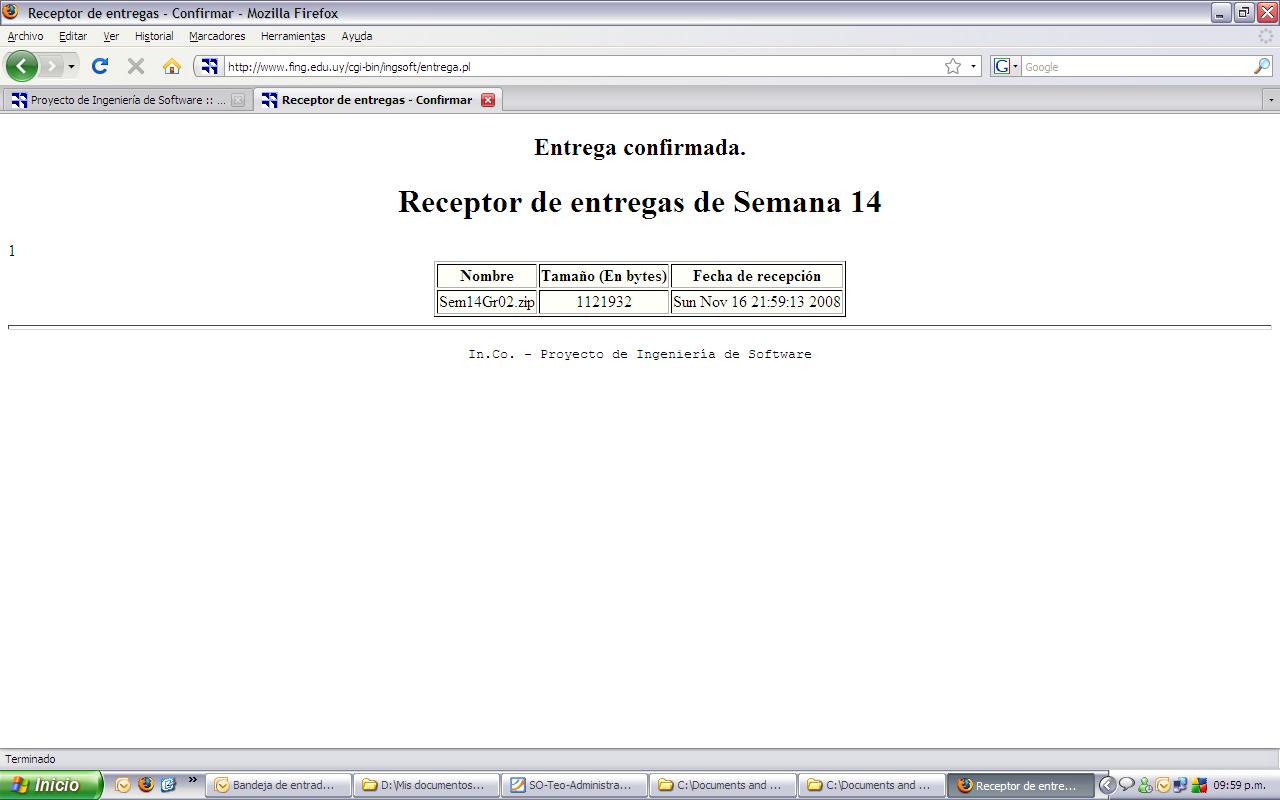 Receptor de entregas - Confirmar - Mozilla Firefox
Archivo Editar Ver Historial Marcadores Herramientas Ayuda
http://www.fing.edu.uy/cgi-bin/ingsoft/entrega.pl
G Google
Proyecto de Ingeniería de Software :: ...
Receptor de entregas - Confirmar
Entrega confirmada.
Receptor de entregas de Semana 14
1
Nombre Tamaño (En bytes) Fecha de recepción
Sem14Gr02.zip 1121932 Sun Nov 16 21:59:13 2008
In.Co. - Proyecto de Ingeniería de Software
Terminado
Inicio » Bandeja de entrad... D:\Mis documentos... SO-Teo-Administra... C:\Documents and ... C:\Documents and ... Receptor de entre... 09:59 p.m.